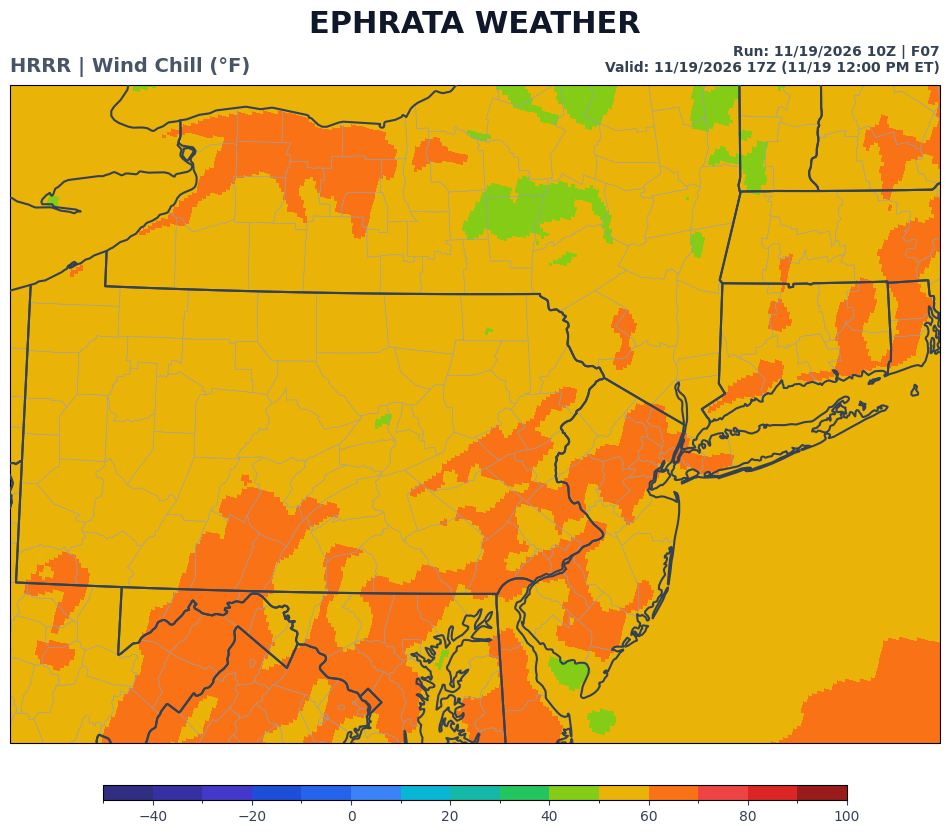 EPHRATA WEATHER
HRRR | Wind Chill (°F)
Run: 11/19/2026 10Z | F07
Valid: 11/19/2026 17Z (11/19 12:00 PM ET)
−40 −20 0 20 40 60 80 100